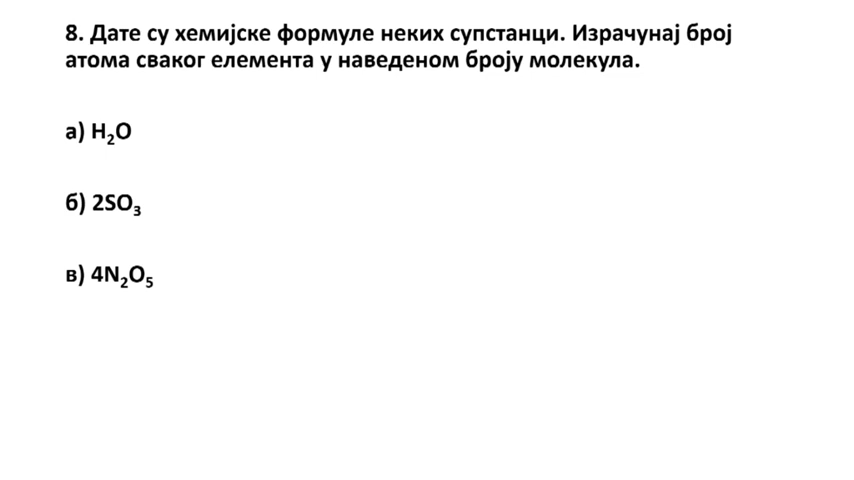 8. Дате су хемијске формуле неких супстанци. Израчунај број
атома сваког елемента у наведеном броју молекула.
а) H₂O
б) 2SO₃
в) 4N₂O₅